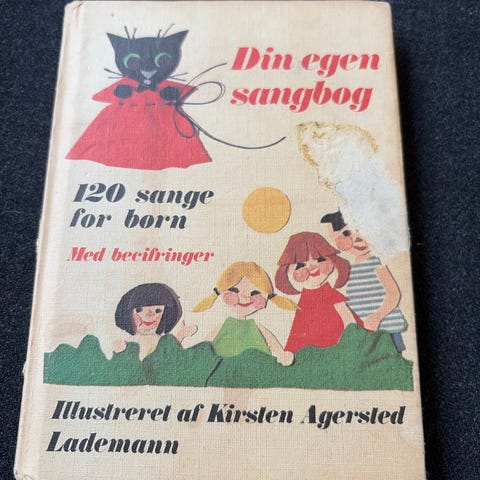 Din egen
sangbog
120 sange
for børn
Med becifringer
Illustreret af Kirsten Agersted
Lademann